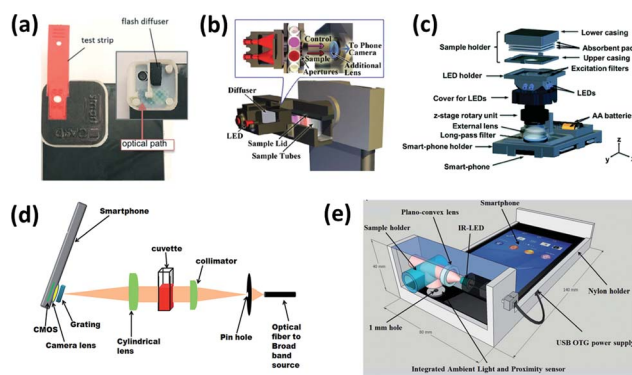 (a)
flash diffuser
test strip
optical path
(b)
Control
To Phone
Camera
Sample
Apertures
Additional
Lens
Diffuser
LED
Sample Lid
Sample Tubes
(c)
Lower casing
Sample holder
Absorbent pad
Upper casing
Excitation filters
LED holder
LEDs
Cover for LEDs
AA batteries
z-stage rotary unit
External lens
Long-pass filter
Smart-phone holder
Smart-phone
z
y
(d)
Smartphone
cuvette
collimator
CMOS
Camera lens
Grating
Cylindrical
lens
Pin hole
Optical fiber to
Broad band
source
(e)
Smartphone
Plano-convex lens
IR-LED
Sample holder
1 mm hole
Nylon holder
USB OTG power supply
Integrated Ambient Light and Proximity sensor